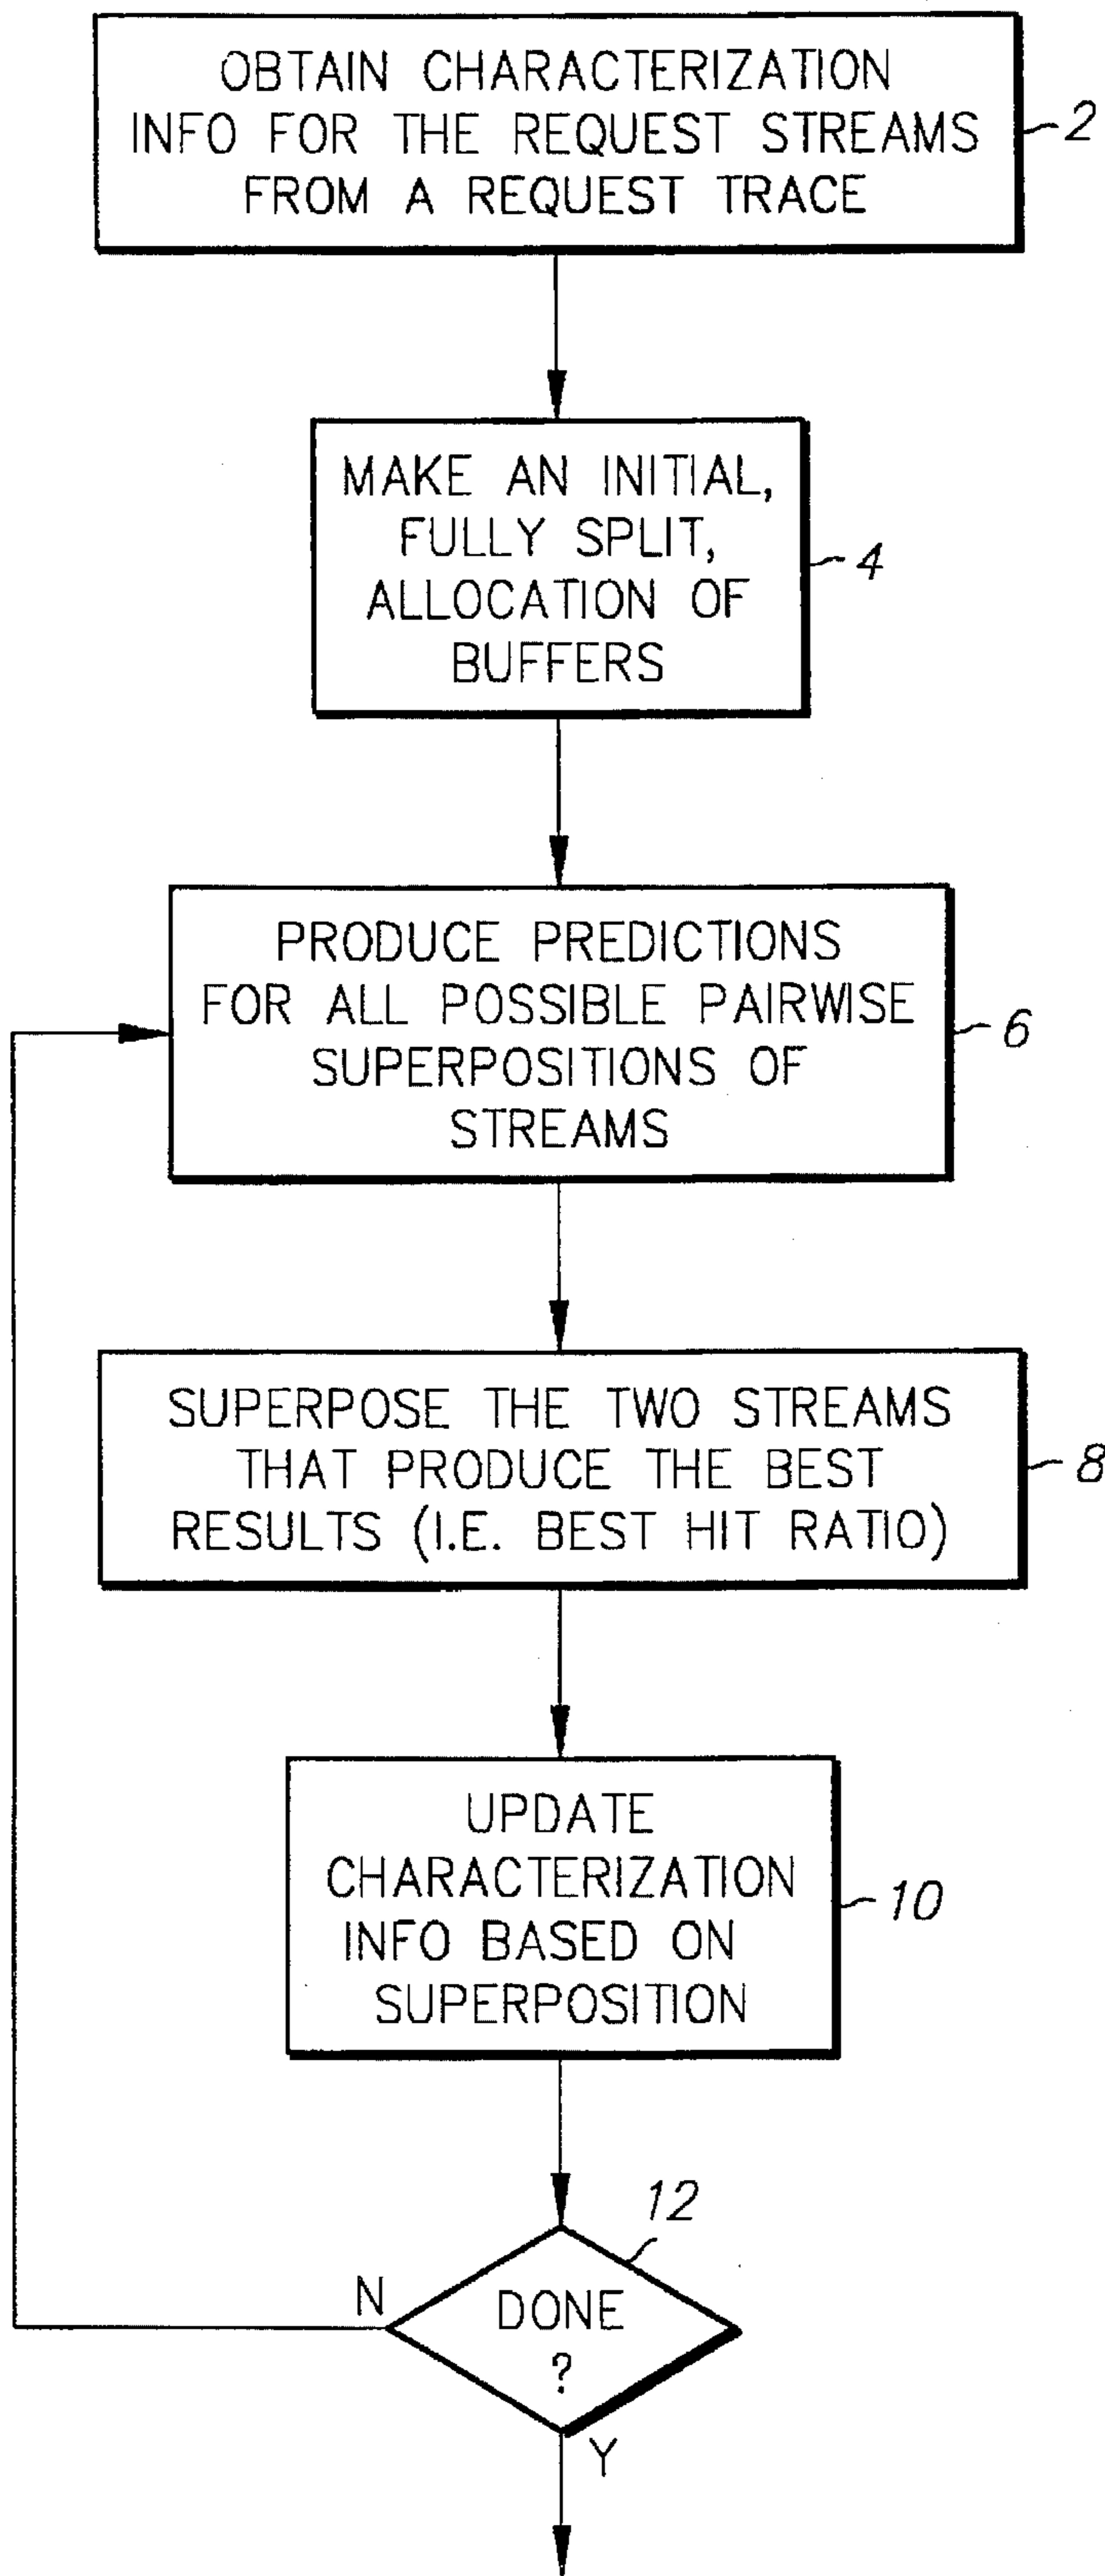 OBTAIN CHARACTERIZATION
INFO FOR THE REQUEST STREAMS
FROM A REQUEST TRACE
2
MAKE AN INITIAL,
FULLY SPLIT,
ALLOCATION OF
BUFFERS
4
PRODUCE PREDICTIONS
FOR ALL POSSIBLE PAIRWISE
SUPERPOSITIONS OF
STREAMS
6
SUPERPOSE THE TWO STREAMS
THAT PRODUCE THE BEST
RESULTS (I.E. BEST HIT RATIO)
8
UPDATE
CHARACTERIZATION
INFO BASED ON
SUPERPOSITION
10
12
N
DONE
?
Y